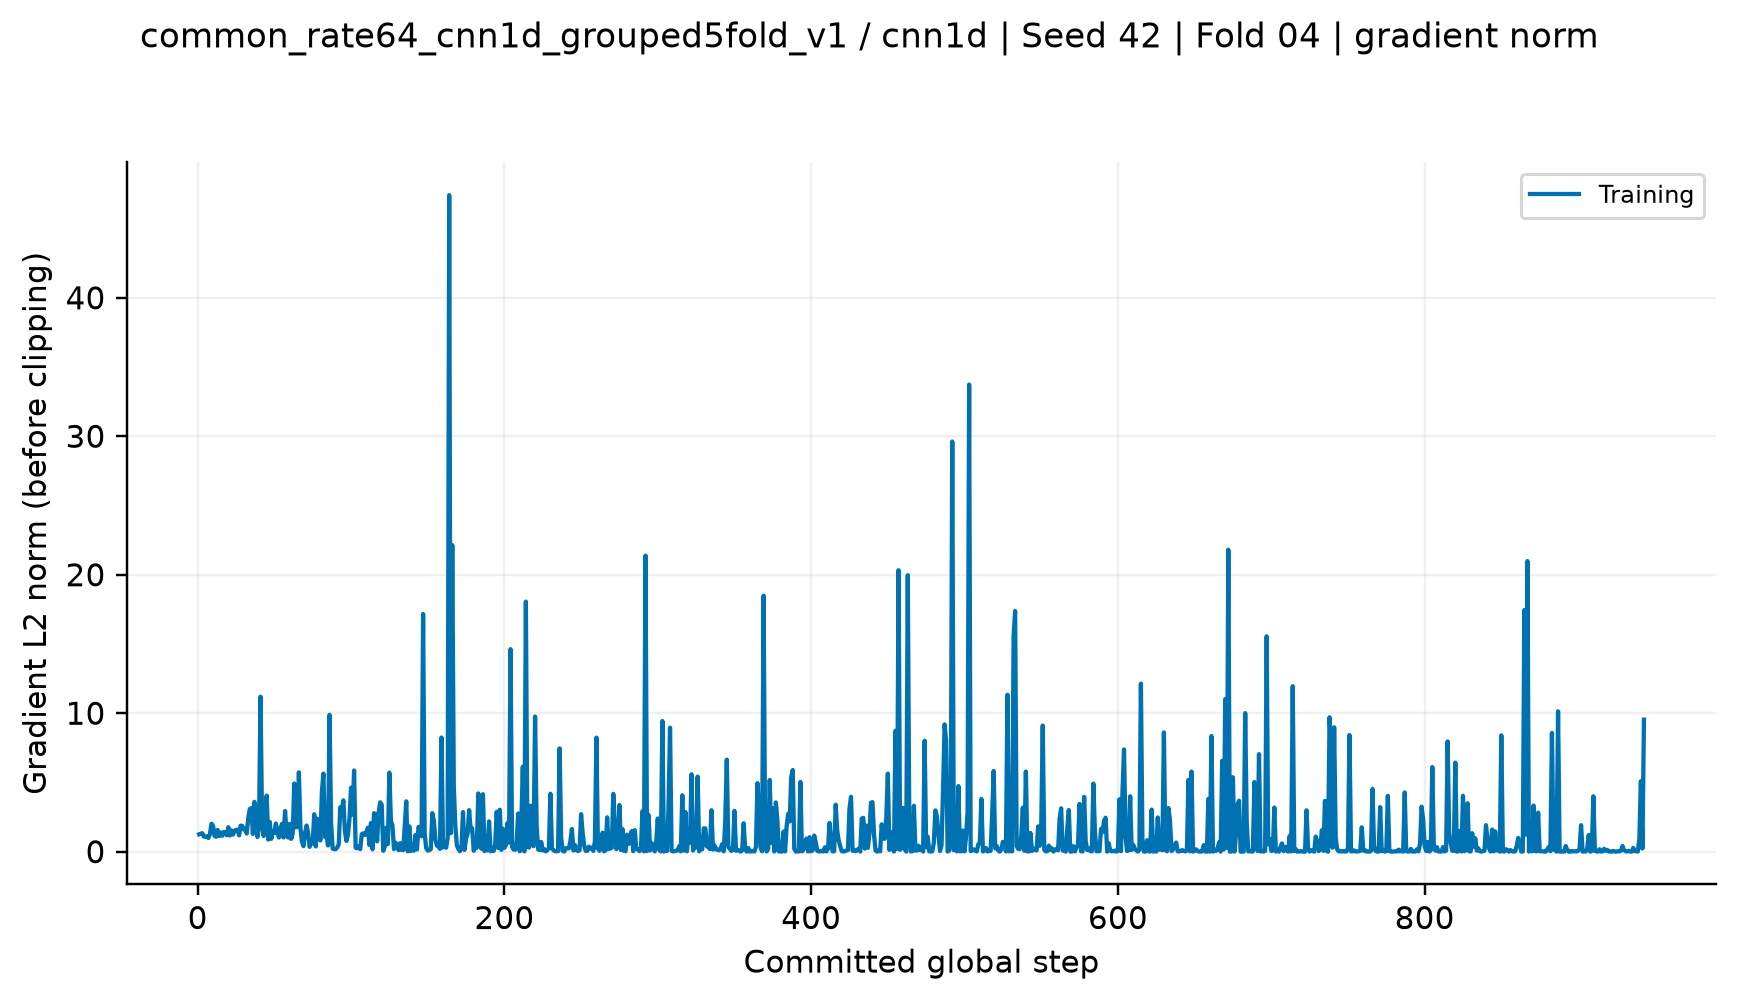 common_rate64_cnn1d_grouped5fold_v1 / cnn1d | Seed 42 | Fold 04 | gradient norm
Training
Gradient L2 norm (before clipping)
40
30
20
10
0
0 200 400 600 800
Committed global step